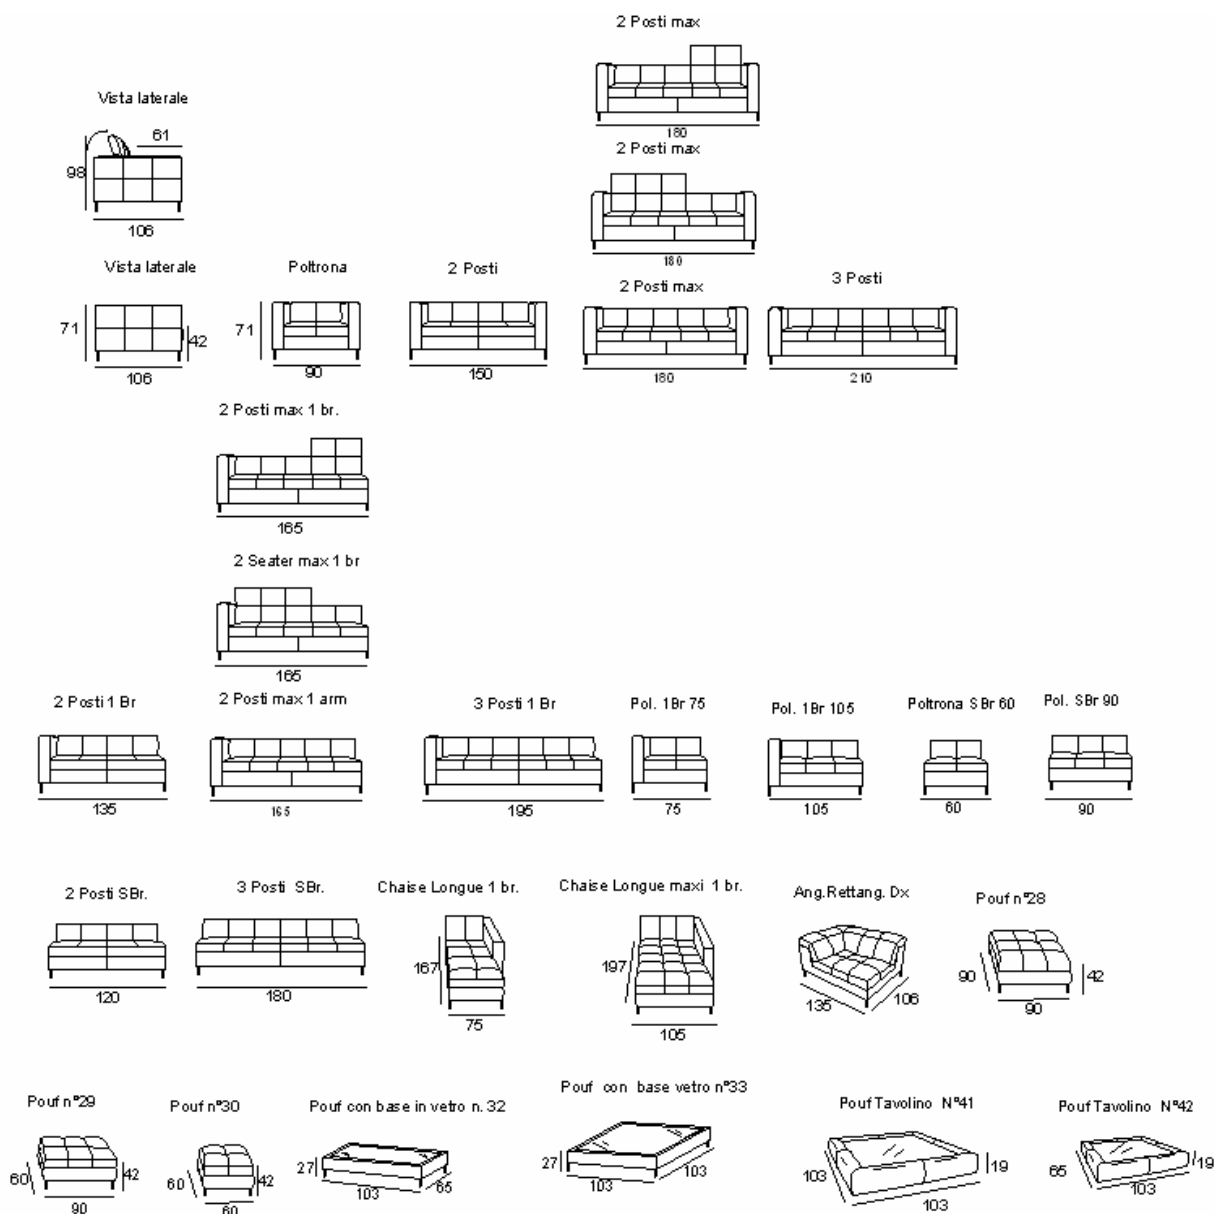 2 Posti max
180
Vista laterale
61
98
106
2 Posti max
180
Vista laterale
71
42
106
Poltrona
71
90
2 Posti
150
2 Posti max
180
3 Posti
210
2 Posti max 1 br.
165
2 Seater max 1 br
165
2 Posti 1 Br
135
2 Posti max 1 arm
165
3 Posti 1 Br
195
Pol. 1Br 75
75
Pol. 1Br 105
105
Poltrona SBr 60
60
Pol. SBr 90
90
2 Posti SBr.
120
3 Posti SBr.
180
Chaise Longue 1 br.
167
75
Chaise Longue maxi 1 br.
197
105
Ang.Rettang. Dx
135
106
Pouf n°28
90
42
90
Pouf n°29
60
42
90
Pouf n°30
60
42
60
Pouf con base in vetro n. 32
27
103
65
Pouf con base vetro n°33
27
103
103
Pouf Tavolino N°41
103
19
103
Pouf Tavolino N°42
65
19
103